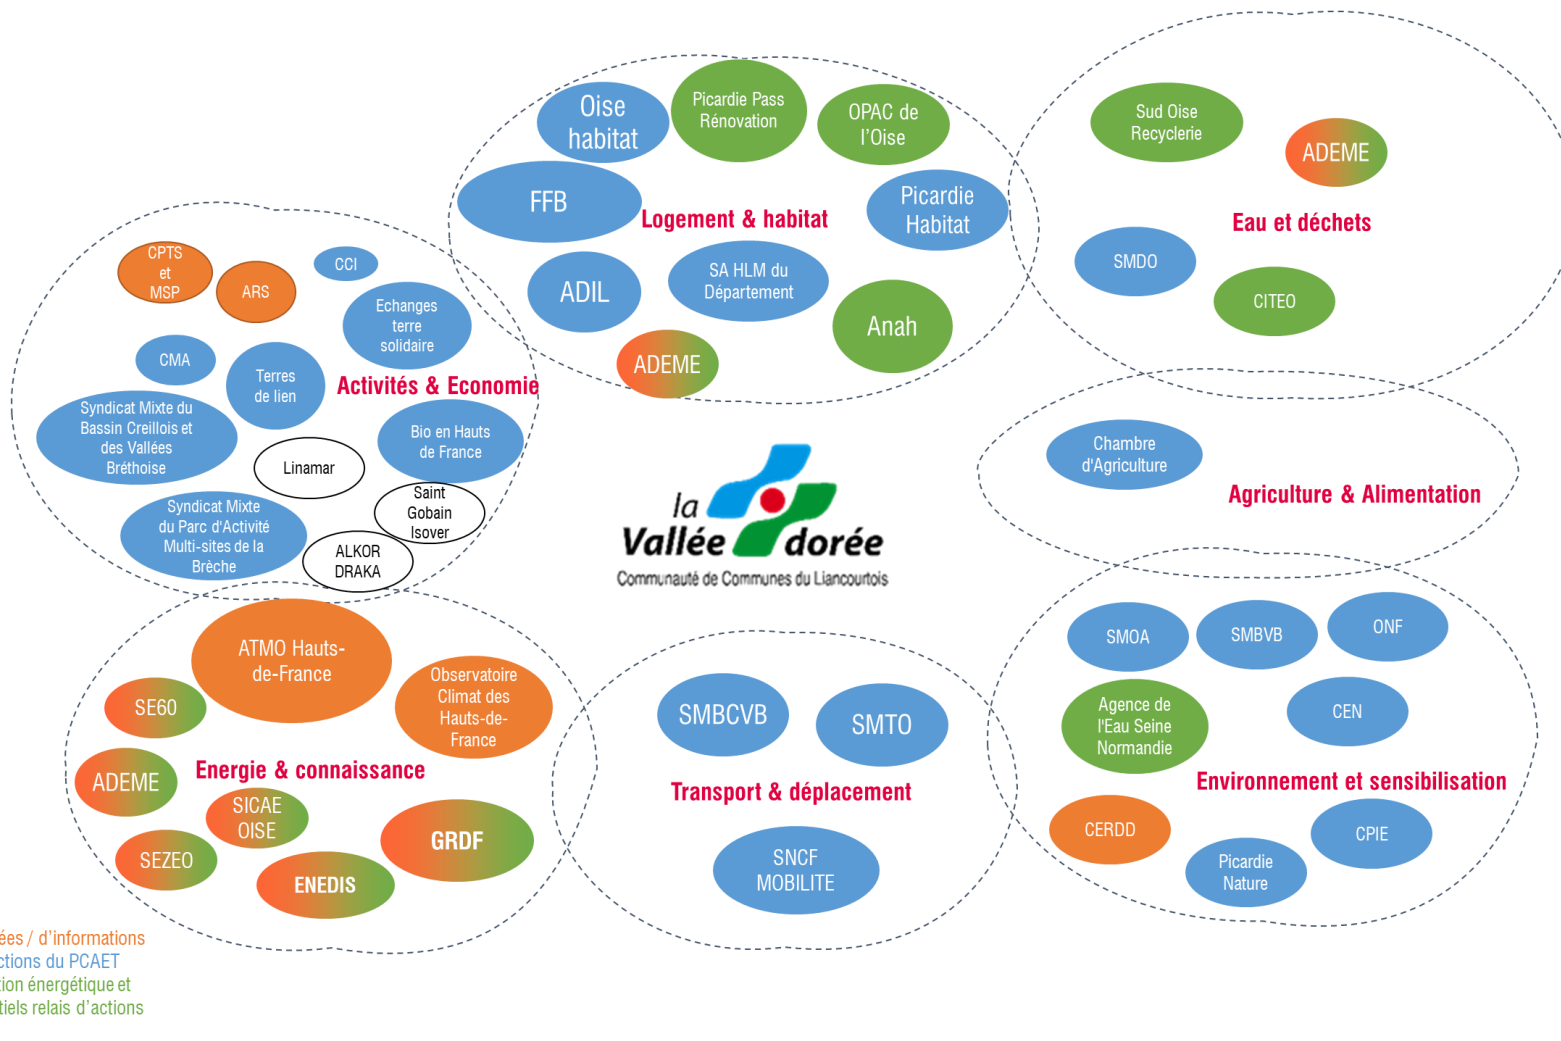 Oise
habitat
Picardie Pass
Rénovation
OPAC de
l'Oise
FFB
Logement & habitat
Picardie
Habitat
ADIL
SA HLM du
Département
Anah
ADEME
Sud Oise
Recyclerie
ADEME
Eau et déchets
SMDO
CITEO
CPTS
et
MSP
ARS
CCI
Echanges
terre
solidaire
CMA
Terres
de lien
Activités & Economie
Syndicat Mixte du
Bassin Creillois et
des Vallées
Bréthoise
Bio en Hauts
de France
Linamar
Saint
Gobain
Isover
Syndicat Mixte
du Parc d'Activité
Multi-sites de la
Brèche
ALKOR
DRAKA
la
Vallée dorée
Communauté de Communes du Liancourtois
Chambre
d'Agriculture
Agriculture & Alimentation
ATMO Hauts-
de-France
Observatoire
Climat des
Hauts-de-
France
SE60
ADEME
Energie & connaissance
SICAE
OISE
GRDF
SEZEO
ENEDIS
SMBCVB
SMTO
Transport & déplacement
SNCF
MOBILITE
SMOA
SMBVB
ONF
Agence de
l'Eau Seine
Normandie
CEN
Environnement et sensibilisation
CERDD
CPIE
Picardie
Nature
ées / d'informations
ctions du PCAET
tion énergétique et
tiels relais d'actions